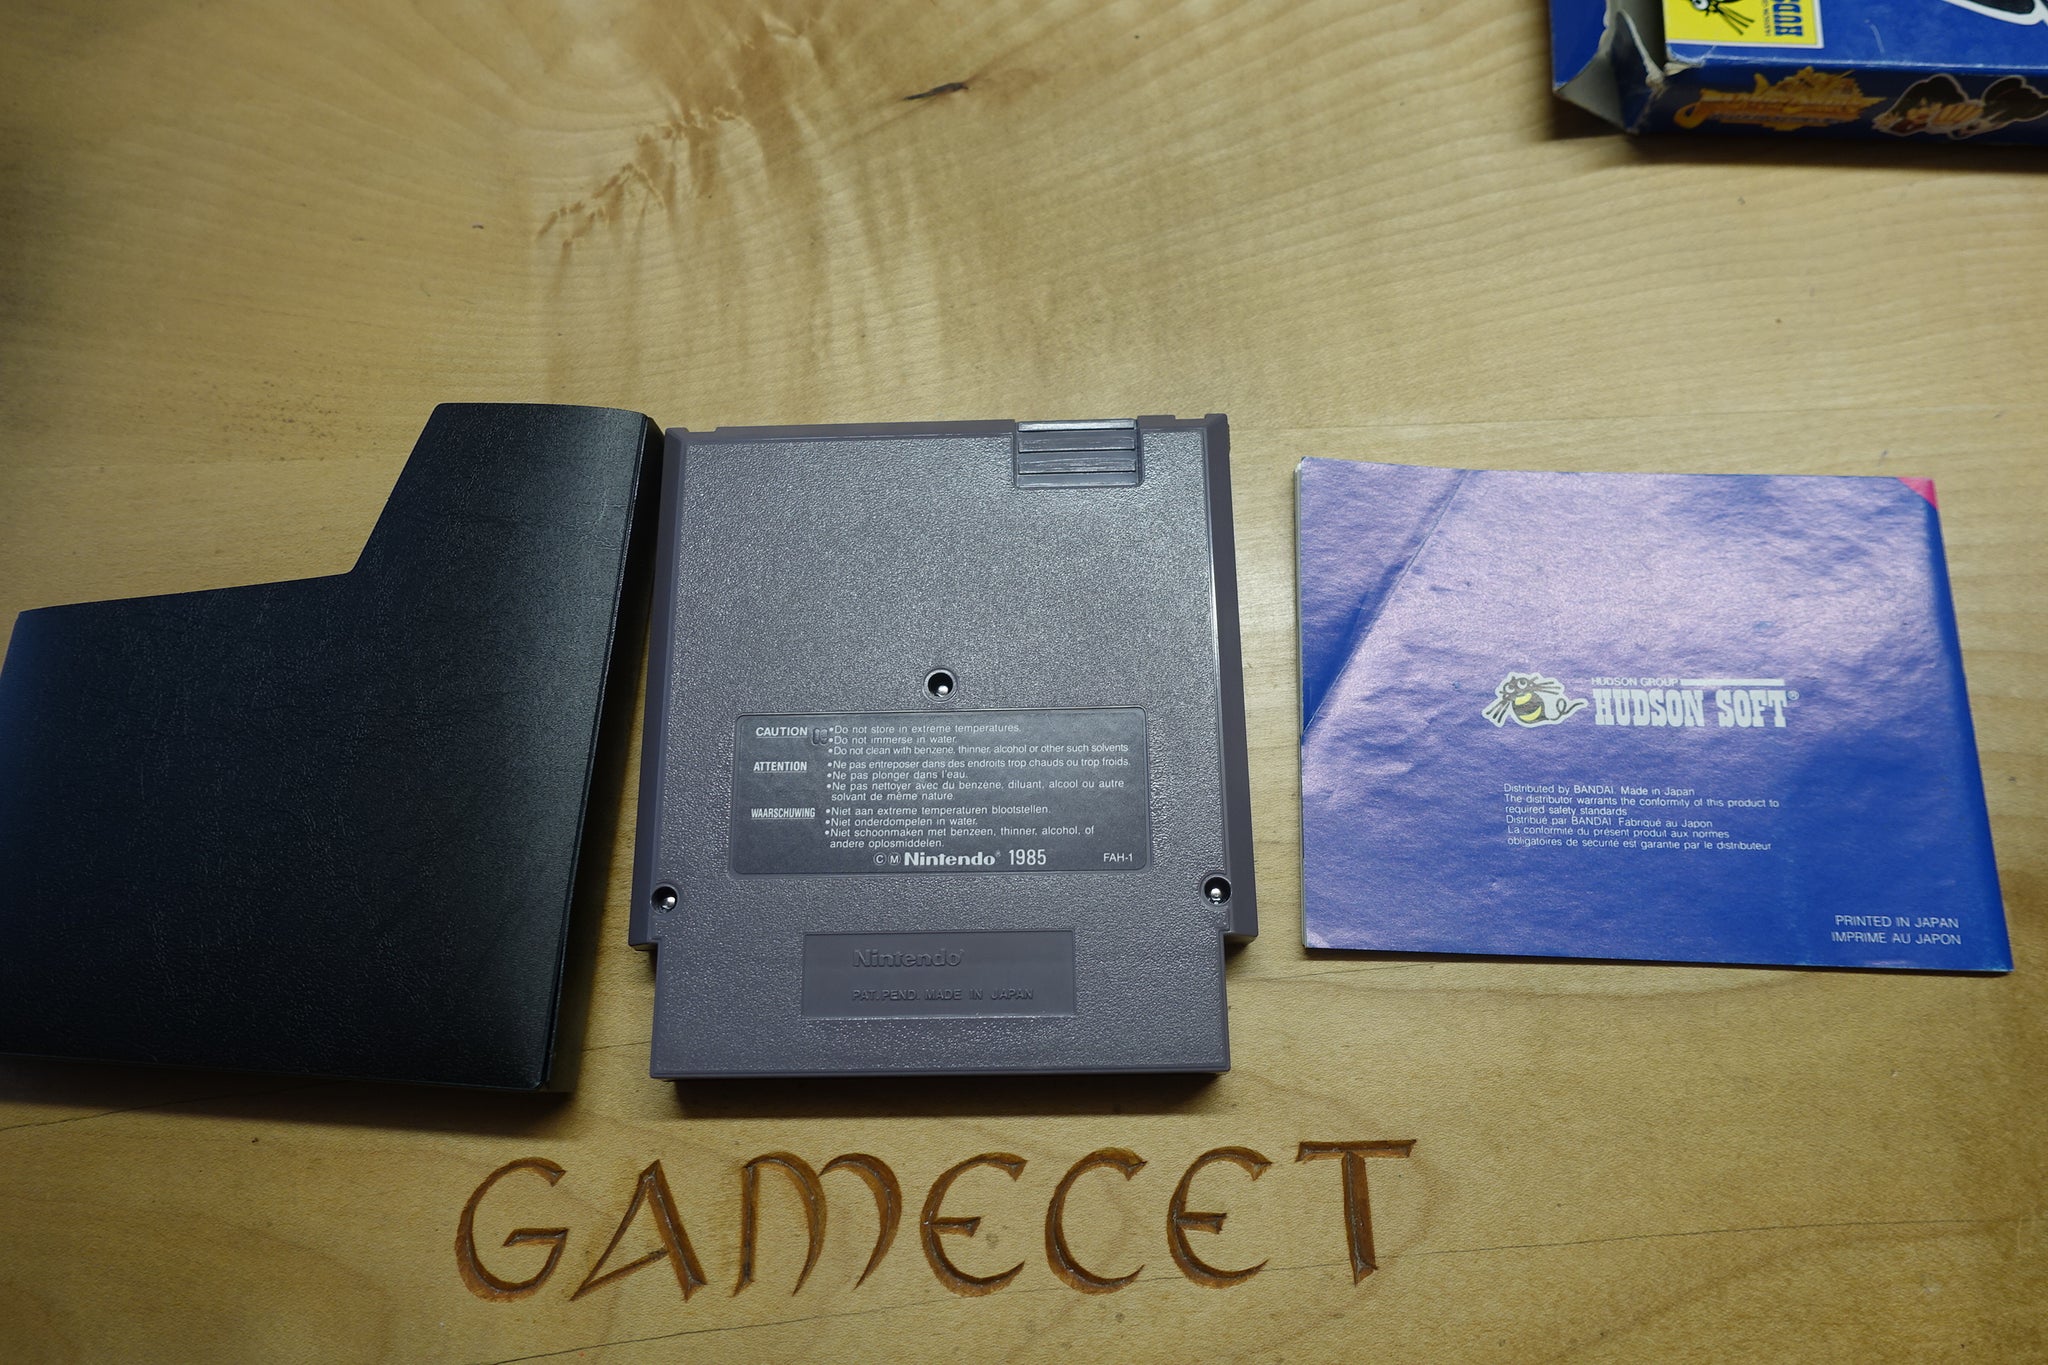 HUDS
CAUTION
•Do not store in extreme temperatures.
•Do not immerse in water.
•Do not clean with benzene, thinner, alcohol or other such solvents
ATTENTION
•Ne pas entreposer dans des endroits trop chauds ou trop froids.
•Ne pas plonger dans l'eau.
•Ne pas nettoyer avec du benzene, diluant, alcool ou autre
solvant de même nature
WAARSCHUWING
•Niet aan extreme temperaturen blootstellen.
•Niet onderdompelen in water.
•Niet schoonmaken met benzeen, thinner, alcohol, of
andere oplosmiddelen.
©Ⓜ Nintendo® 1985 FAH-1
Nintendo®
PAT. PEND. MADE IN JAPAN
HUDSON GROUP
HUDSON SOFT®
Distributed by BANDAI. Made in Japan
The distributor warrants the conformity of this product to
required safety standards
Distribué par BANDAI. Fabriqué au Japon
La conformité du présent produit aux normes
obligatoires de securité est garantie par le distributeur
PRINTED IN JAPAN
IMPRIME AU JAPON
GAMECET